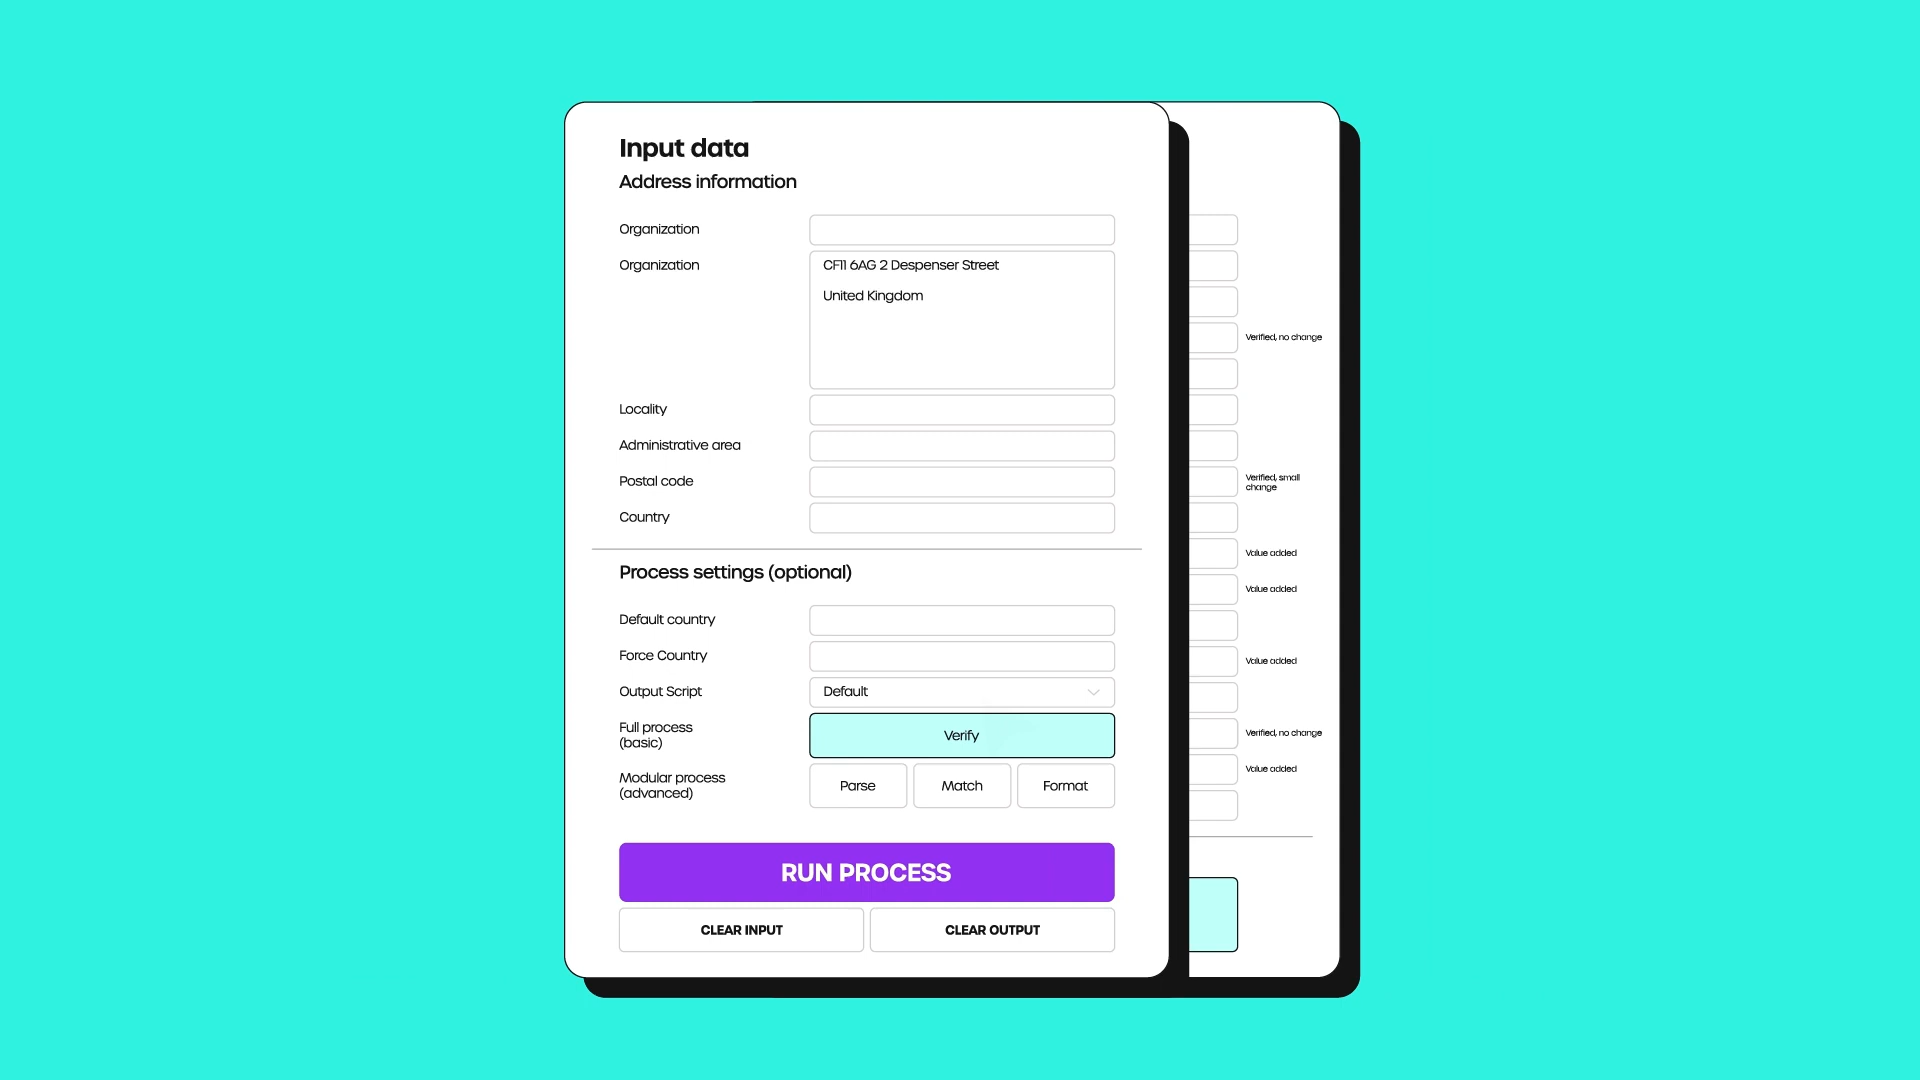 Input data
Address information
Organization
Organization
CF11 6AG 2 Despenser Street
United Kingdom
Locality
Administrative area
Postal code
Country
Process settings (optional)
Default country
Force Country
Output Script
Default
Full process
(basic)
Verify
Modular process
(advanced)
Parse
Match
Format
RUN PROCESS
CLEAR INPUT
CLEAR OUTPUT
Verified, no change
Verified, small
change
Value added
Value added
Value added
Verified, no change
Value added